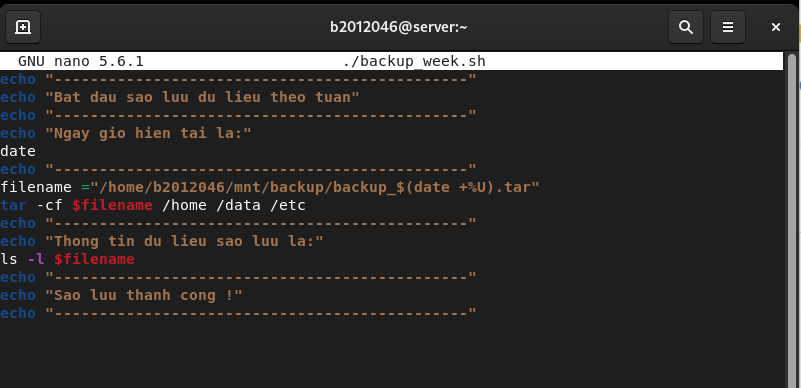 b2012046@server:~
GNU nano 5.6.1 ./backup_week.sh
echo "----------------------------------------------"
echo "Bat dau sao luu du lieu theo tuan"
echo "----------------------------------------------"
echo "Ngay gio hien tai la:"
date
echo "----------------------------------------------"
filename ="/home/b2012046/mnt/backup/backup_$(date +%U).tar"
tar -cf $filename /home /data /etc
echo "----------------------------------------------"
echo "Thong tin du lieu sao luu la:"
ls -l $filename
echo "----------------------------------------------"
echo "Sao luu thanh cong !"
echo "----------------------------------------------"